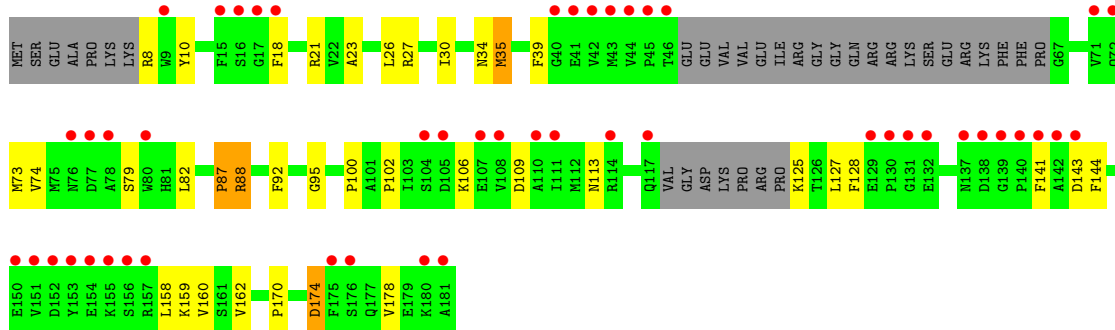 MET SER GLU ALA PRO LYS LYS R8 W9 Y10 F15 S16 G17 F18 R21 V22 A23 L26 R27 I30 N34 M35 F39 G40 E41 V42 M43 V44 P45 T46 GLU GLU VAL VAL GLU ILE ARG GLY GLY GLN ARG ARG LYS SER GLU ARG LYS PHE PHE PRO G67 V71 Q72
M73 V74 M75 N76 D77 A78 S79 W80 H81 L82 P87 R88 F92 G95 P100 A101 P102 I103 S104 D105 K106 E107 V108 D109 A110 I111 M112 N113 R114 Q117 VAL GLY ASP LYS PRO ARG PRO K125 T126 L127 F128 E129 P130 G131 E132 N137 D138 G139 P140 F141 A142 D143 F144
E150 V151 D152 Y153 E154 K155 S156 R157 L158 K159 V160 S161 V162 P170 D174 F175 S176 Q177 V178 E179 K180 A181